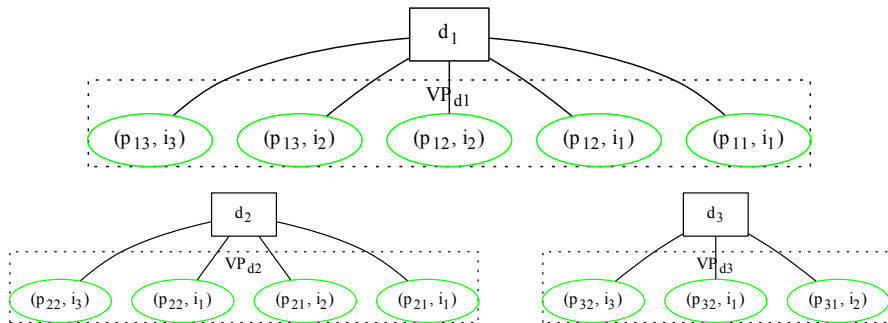 d1
VPd1
(p13, i3) (p13, i2) (p12, i2) (p12, i1) (p11, i1)
d2 d3
VPd2 VPd3
(p22, i3) (p22, i1) (p21, i2) (p21, i1) (p32, i3) (p32, i1) (p31, i2)